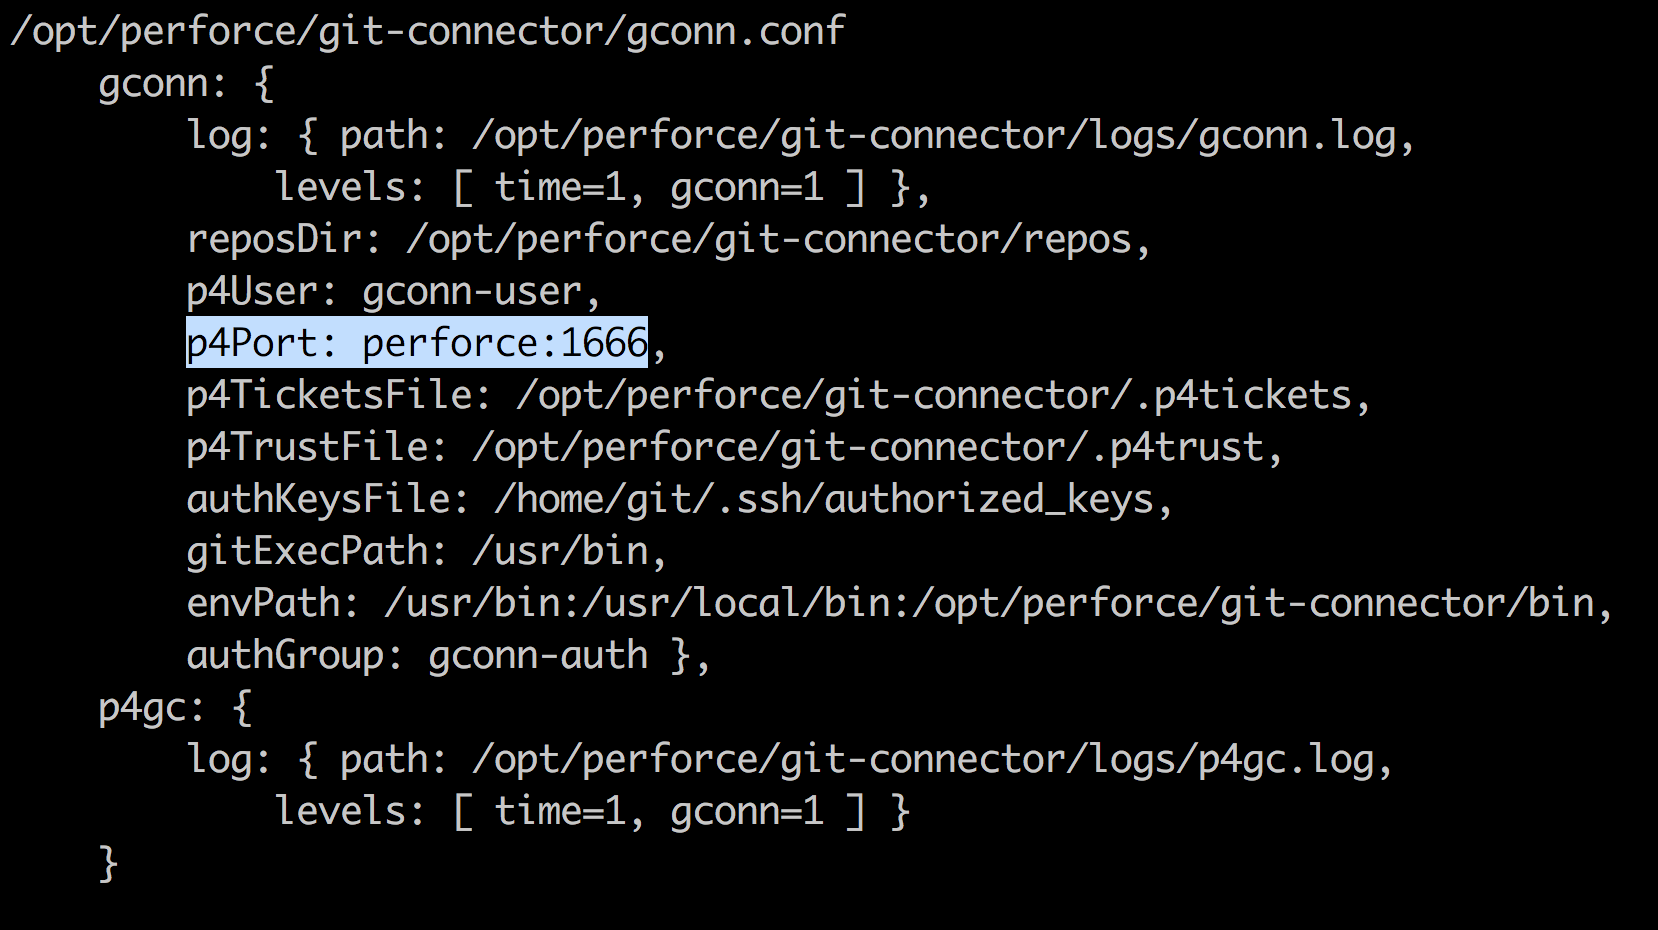 /opt/perforce/git-connector/gconn.conf
    gconn: {
        log: { path: /opt/perforce/git-connector/logs/gconn.log,
            levels: [ time=1, gconn=1 ] },
        reposDir: /opt/perforce/git-connector/repos,
        p4User: gconn-user,
        p4Port: perforce:1666,
        p4TicketsFile: /opt/perforce/git-connector/.p4tickets,
        p4TrustFile: /opt/perforce/git-connector/.p4trust,
        authKeysFile: /home/git/.ssh/authorized_keys,
        gitExecPath: /usr/bin,
        envPath: /usr/bin:/usr/local/bin:/opt/perforce/git-connector/bin,
        authGroup: gconn-auth },
    p4gc: {
        log: { path: /opt/perforce/git-connector/logs/p4gc.log,
            levels: [ time=1, gconn=1 ] }
    }